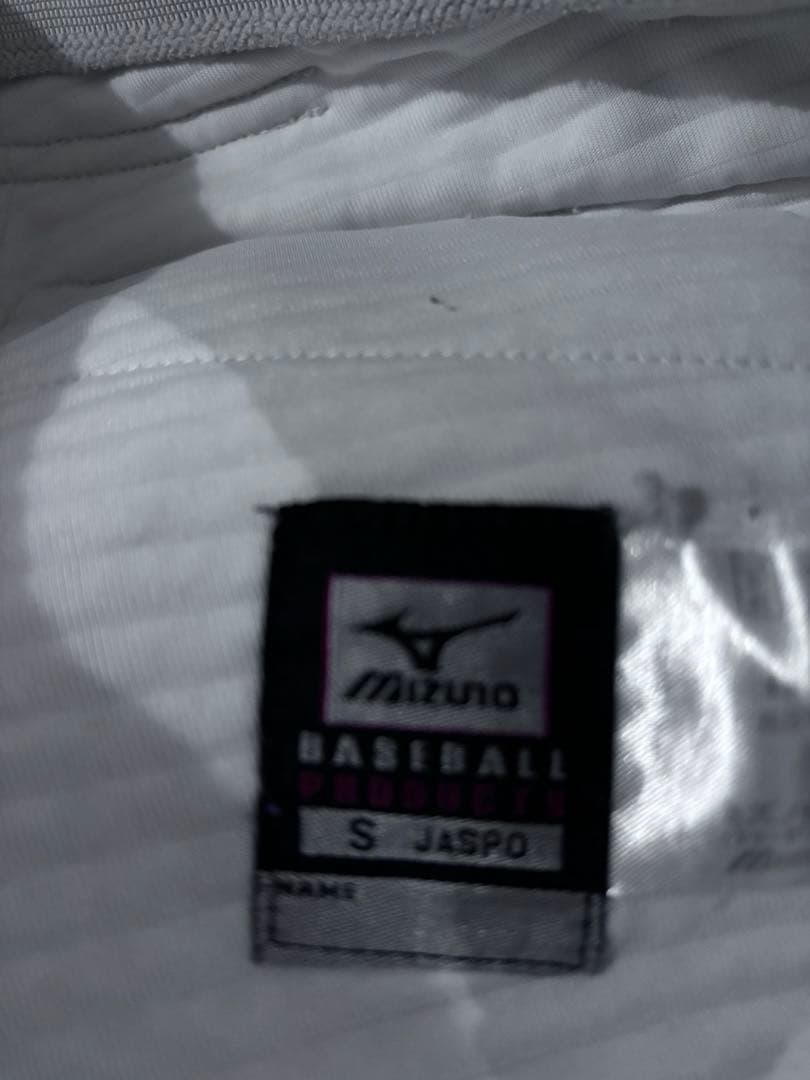 MIZUNO
BASEBALL
PRODUCTS
S JASPO
NAME